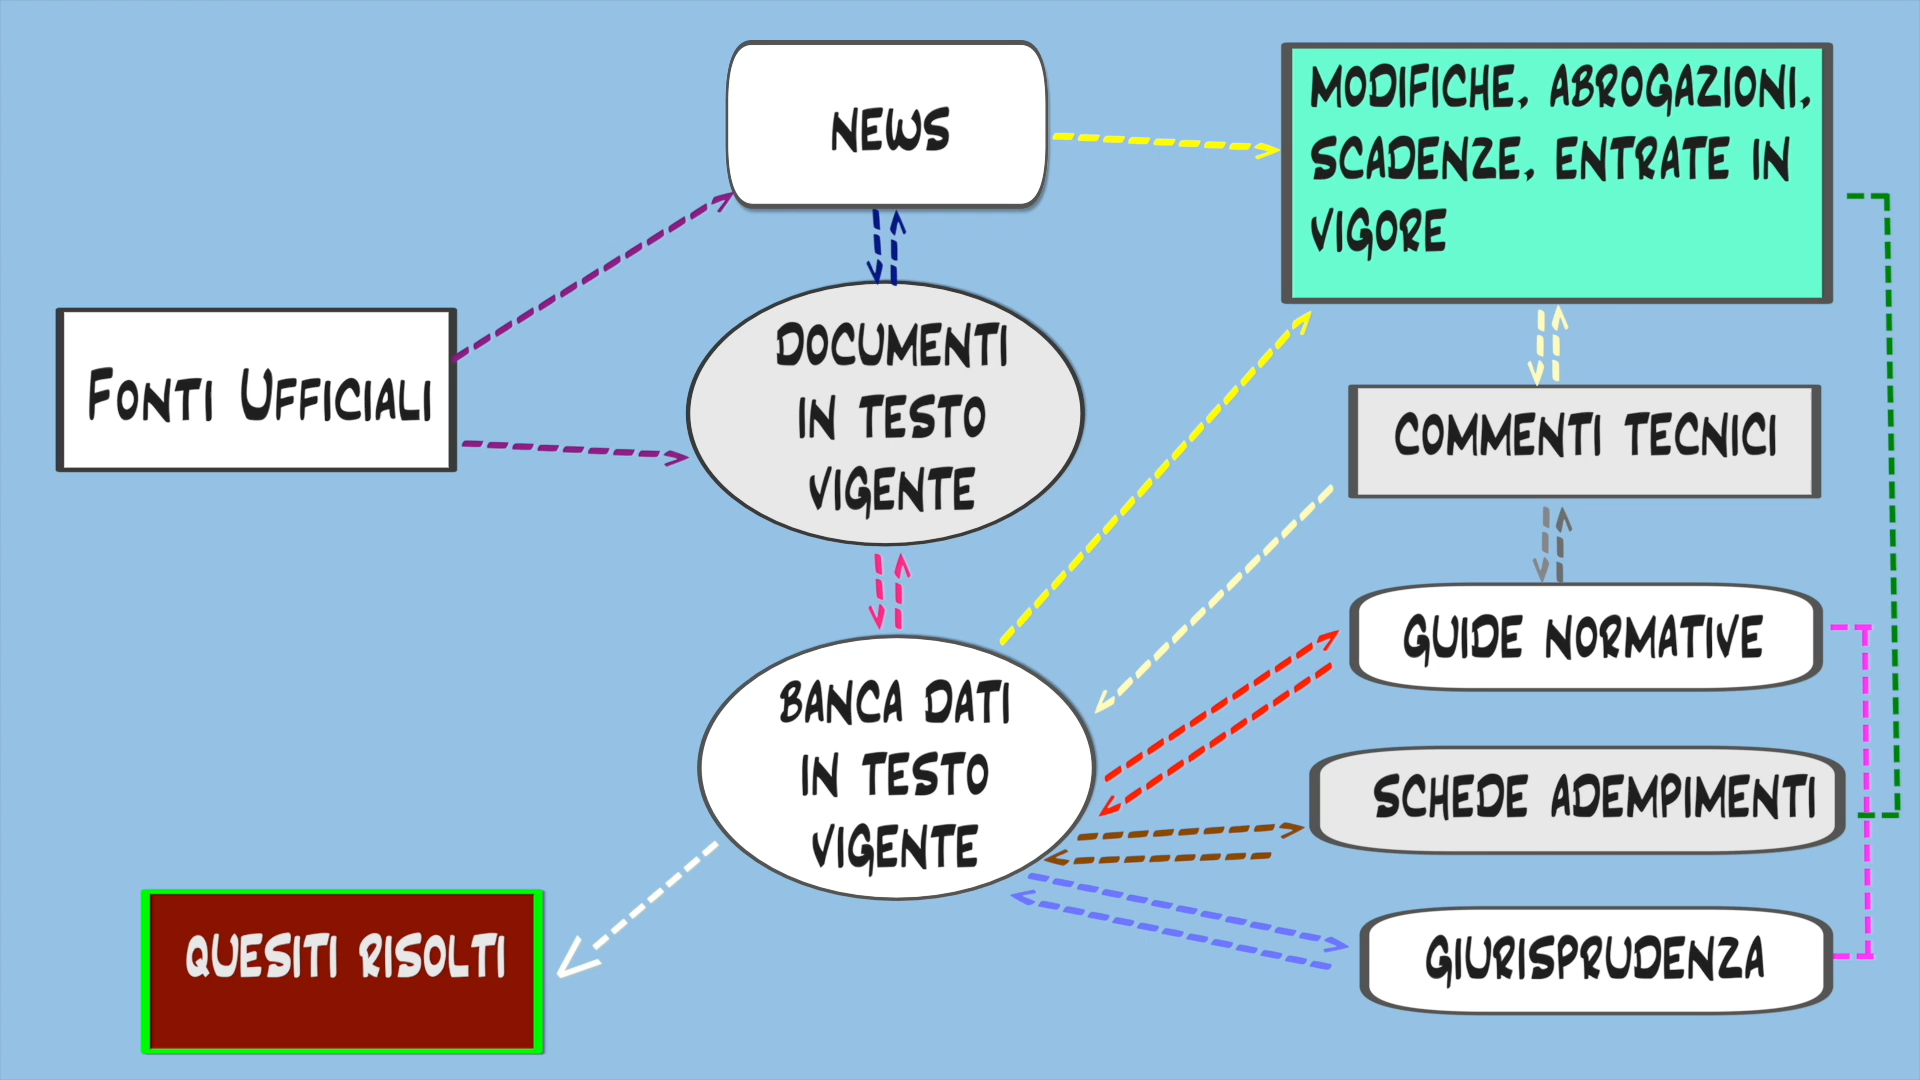 NEWS
MODIFICHE, ABROGAZIONI,
SCADENZE, ENTRATE IN
VIGORE
FONTI UFFICIALI
DOCUMENTI
IN TESTO
VIGENTE
COMMENTI TECNICI
GUIDE NORMATIVE
BANCA DATI
IN TESTO
VIGENTE
SCHEDE ADEMPIMENTI
QUESITI RISOLTI
GIURISPRUDENZA